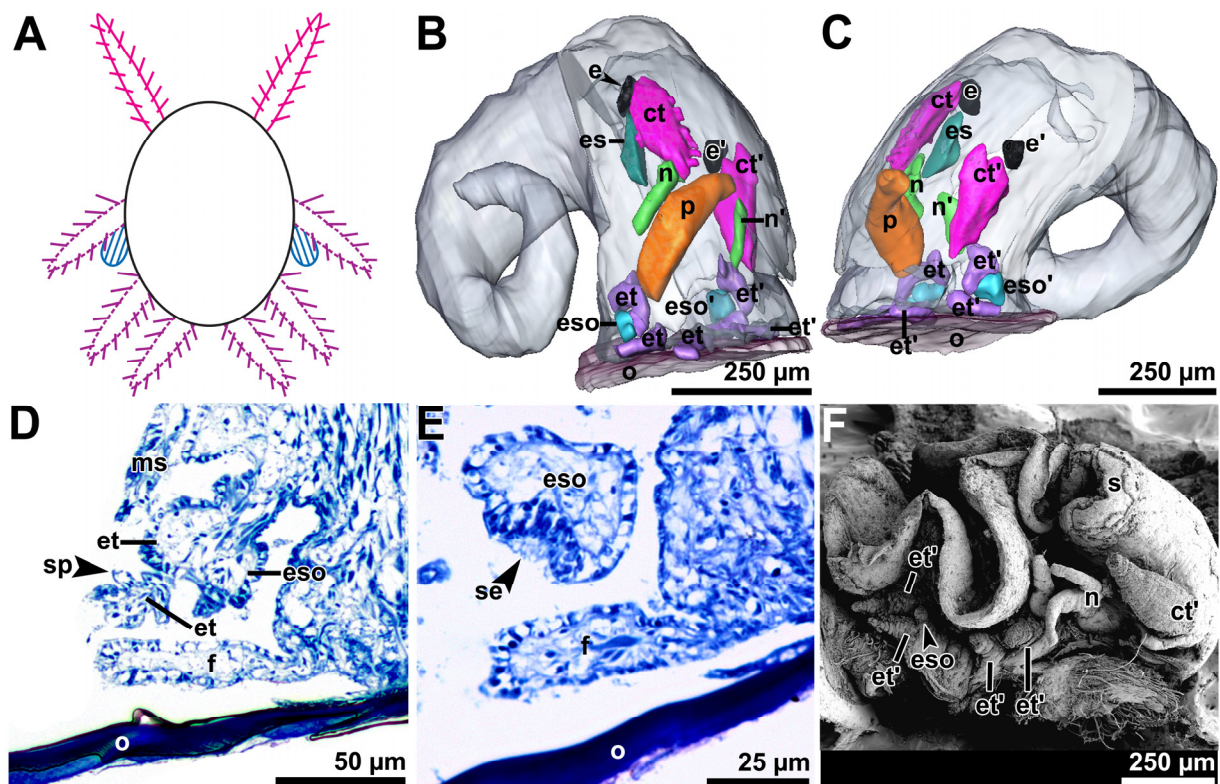 A
B
e
ct
es
e'
ct'
n
p
n'
et
eso'
et'
eso
et
et
et'
o
250 µm
C
ct
e
es
e'
n
ct'
n'
p
et
et'
eso'
et'
et'
o
250 µm
D
ms
et
sp
eso
et
f
o
50 µm
E
eso
se
f
o
25 µm
F
s
et'
n
ct'
et'
eso
et'
et'
250 µm